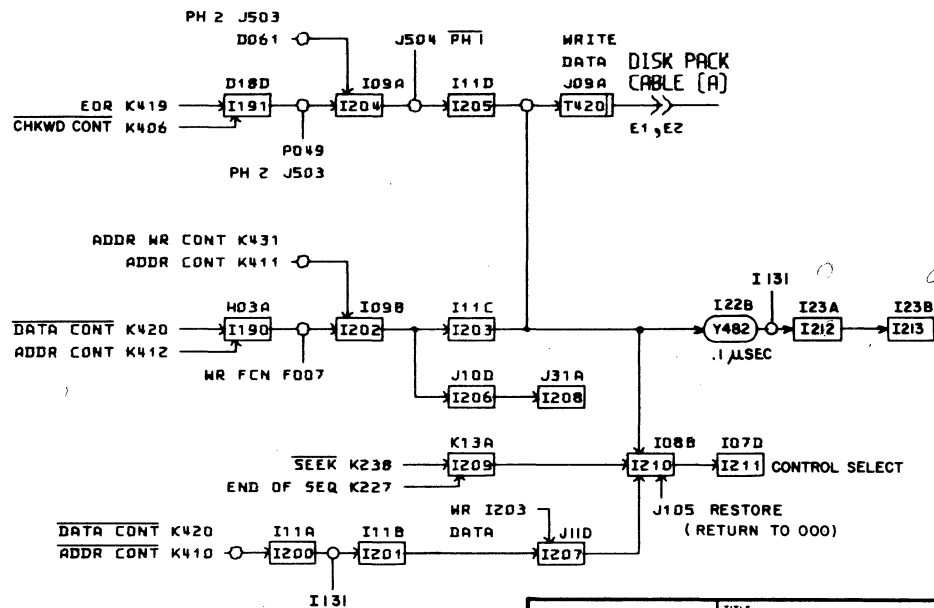 PH 2 J503
D061
J504 PH1
WRITE
DATA
DISK PACK
CABLE (A)
D18D
I09A
I11D
J09A
EOR K419
I191
I204
I205
T420
CHKWD CONT K406
E1,E2
P049
PH 2 J503
ADDR WR CONT K431
ADDR CONT K411
I131
H03A
I09B
I11C
I22B
I23A
I23B
DATA CONT K420
I190
I202
I203
Y482
I212
I213
ADDR CONT K412
.1 μSEC
WR FCN F007
J10D
J31A
I206
I208
K13A
I08B
I07D
SEEK K238
I209
I210
I211
CONTROL SELECT
END OF SEQ K227
WR I203
DATA
J105 RESTORE
(RETURN TO 000)
DATA CONT K420
I11A
I11B
J11D
ADDR CONT K410
I200
I201
I207
I131
TITLE